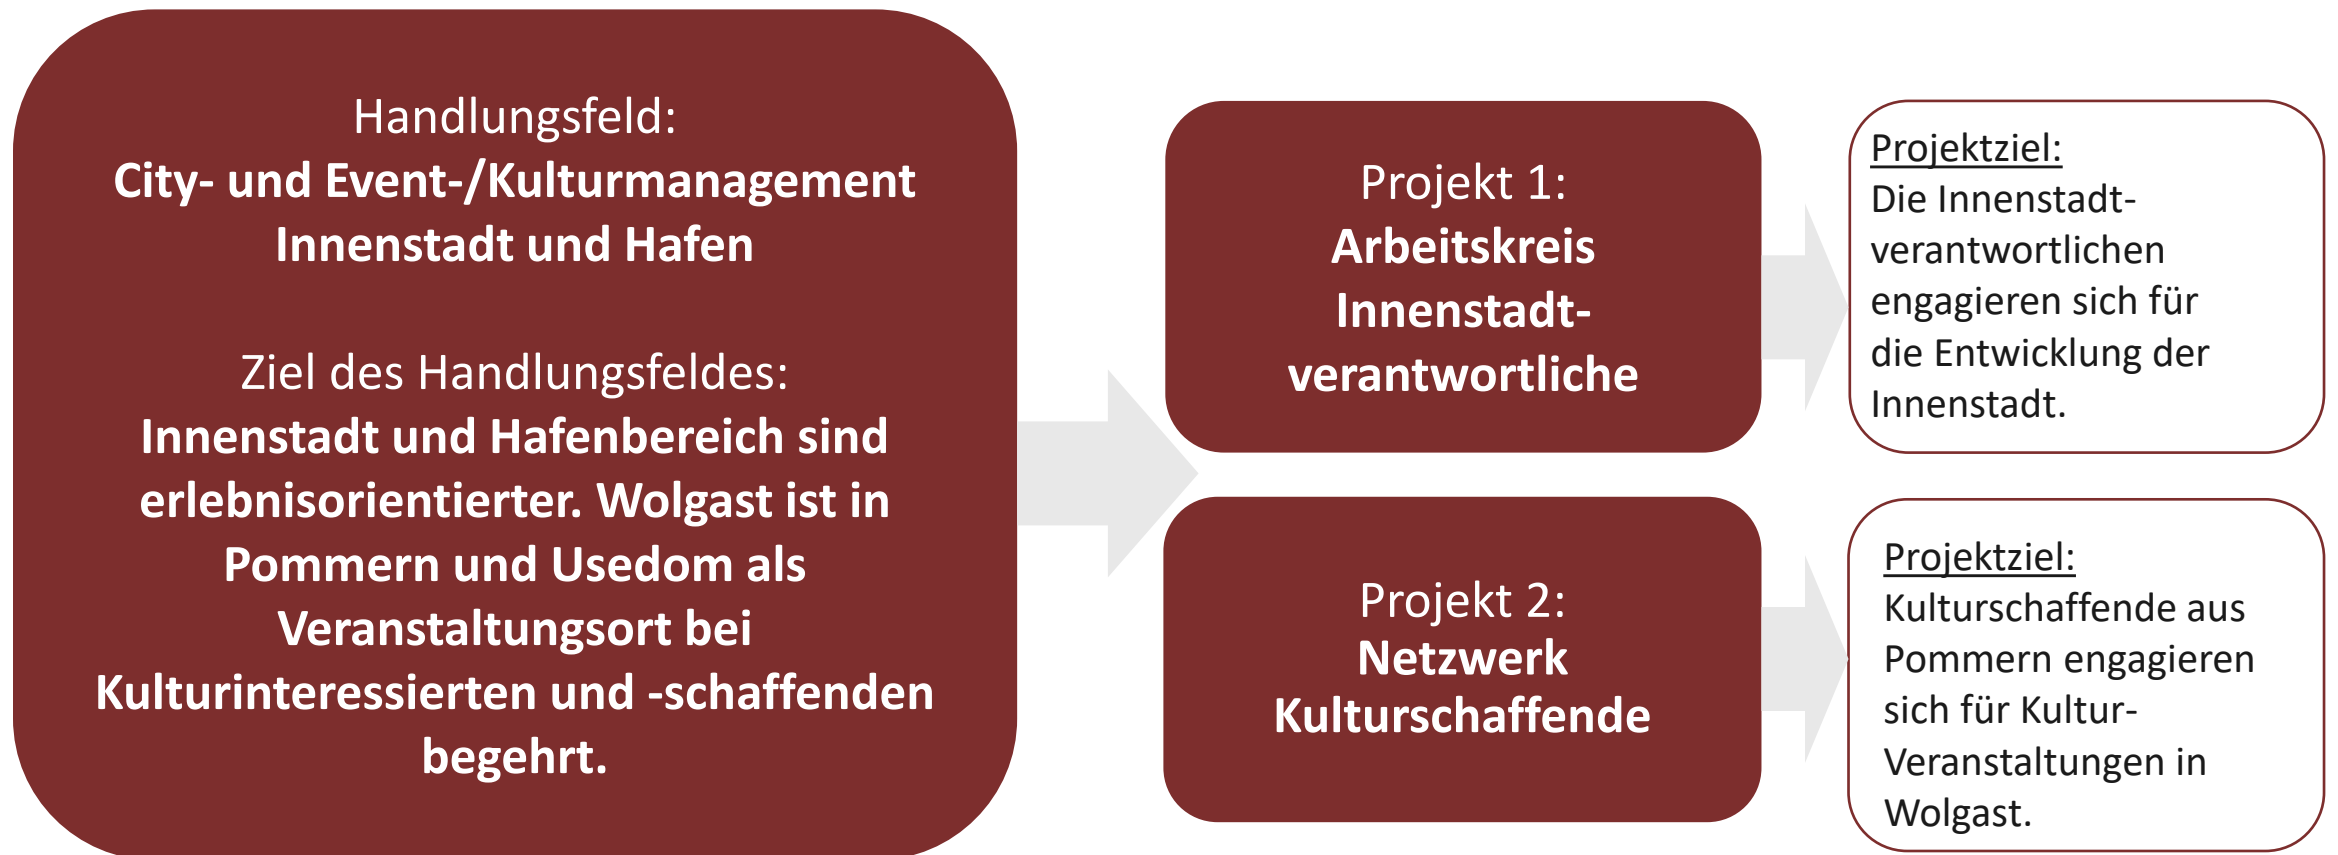 Handlungsfeld:
City- und Event-/Kulturmanagement
Innenstadt und Hafen
Ziel des Handlungsfeldes:
Innenstadt und Hafenbereich sind
erlebnisorientierter. Wolgast ist in
Pommern und Usedom als
Veranstaltungsort bei
Kulturinteressierten und -schaffenden
begehrt.
Projekt 1:
Arbeitskreis
Innenstadt-
verantwortliche
Projektziel:
Die Innenstadt-
verantwortlichen
engagieren sich für
die Entwicklung der
Innenstadt.
Projekt 2:
Netzwerk
Kulturschaffende
Projektziel:
Kulturschaffende aus
Pommern engagieren
sich für Kultur-
Veranstaltungen in
Wolgast.